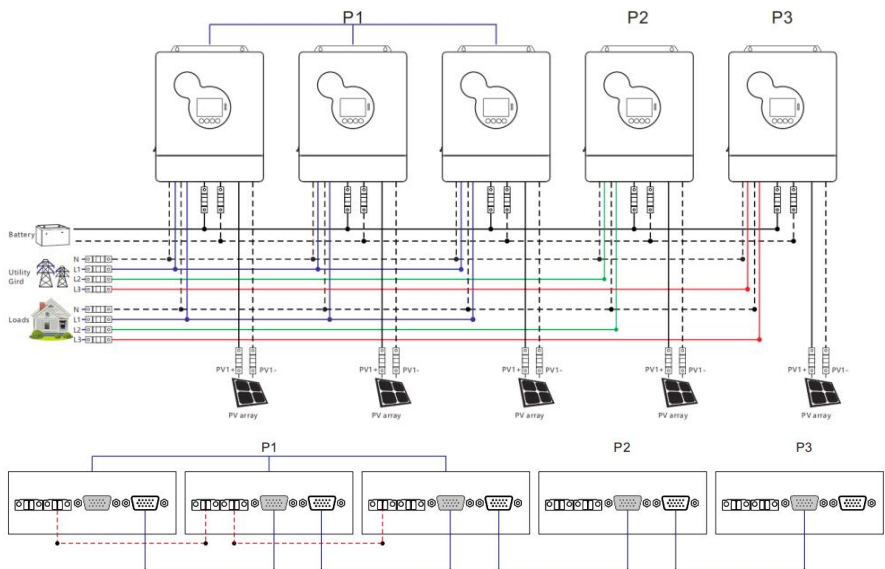 P1 P2 P3
Battery
N
Utility L1
Gird L2
L3
N
Loads L1
L2
L3
PV1+ PV1- PV1+ PV1- PV1+ PV1- PV1+ PV1- PV1+ PV1-
PV array PV array PV array PV array PV array
P1 P2 P3